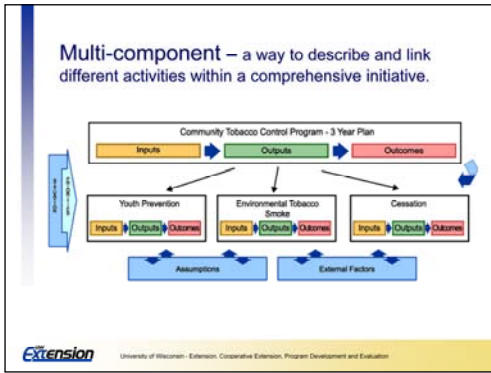 Multi-component – a way to describe and link
different activities within a comprehensive initiative.
Community Tobacco Control Program - 3 Year Plan
Inputs
Outputs
Outcomes
Youth Prevention
Inputs
Outputs
Outcomes
Environmental Tobacco
Smoke
Inputs
Outputs
Outcomes
Cessation
Inputs
Outputs
Outcomes
Assumptions
External Factors
Extension
University of Wisconsin - Extension, Cooperative Extension, Program Development and Evaluation